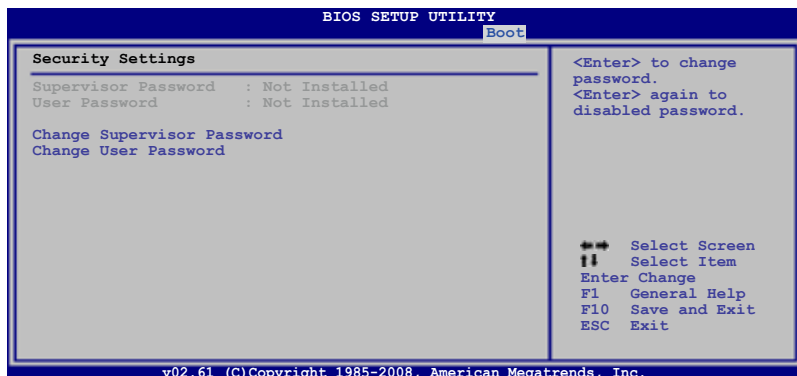 BIOS SETUP UTILITY
Boot
Security Settings
Supervisor Password : Not Installed
User Password : Not Installed
Change Supervisor Password
Change User Password
<Enter> to change
password.
<Enter> again to
disabled password.
Select Screen
Select Item
Enter Change
F1 General Help
F10 Save and Exit
ESC Exit
v02.61 (C)Copyright 1985-2008, American Megatrends, Inc.